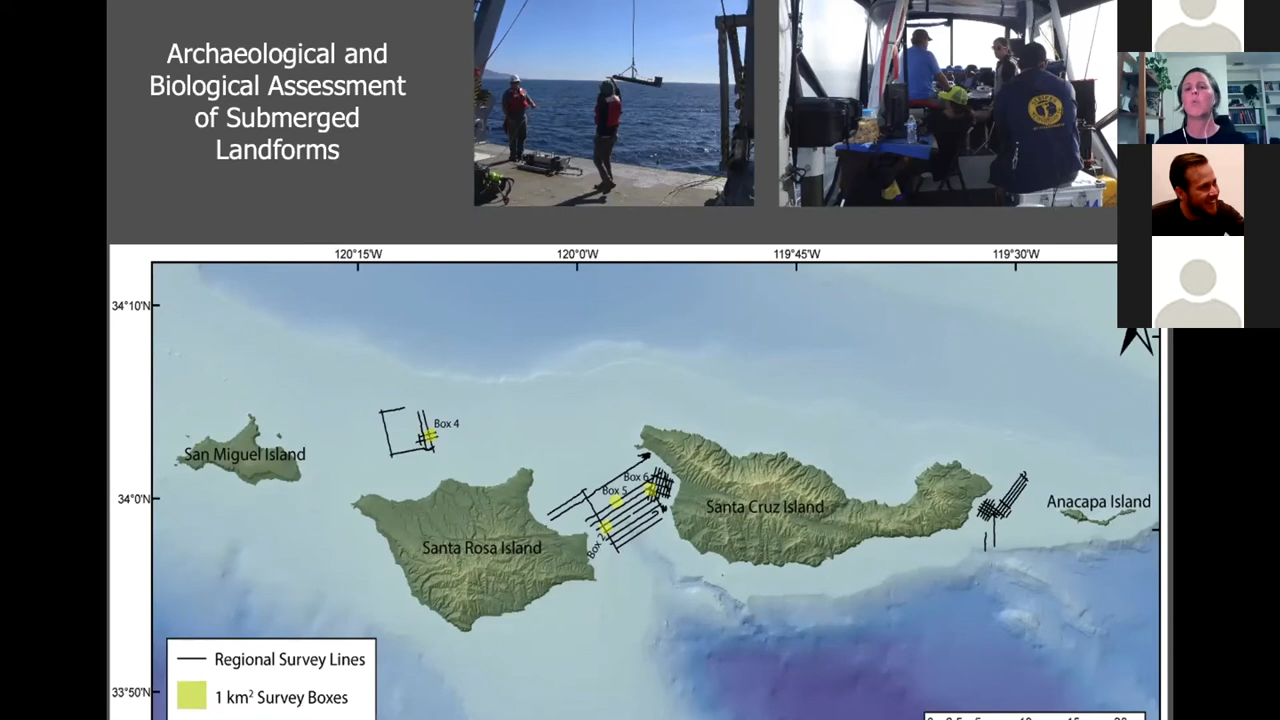 Archaeological and
Biological Assessment
of Submerged
Landforms
120°15'W
120°0'W
119°45'W
119°30'W
34°10'N
34°0'N
33°50'N
Box 4
San Miguel Island
Box 6
Box 5
Box 2
Santa Rosa Island
Santa Cruz Island
Anacapa Island
Regional Survey Lines
1 km² Survey Boxes